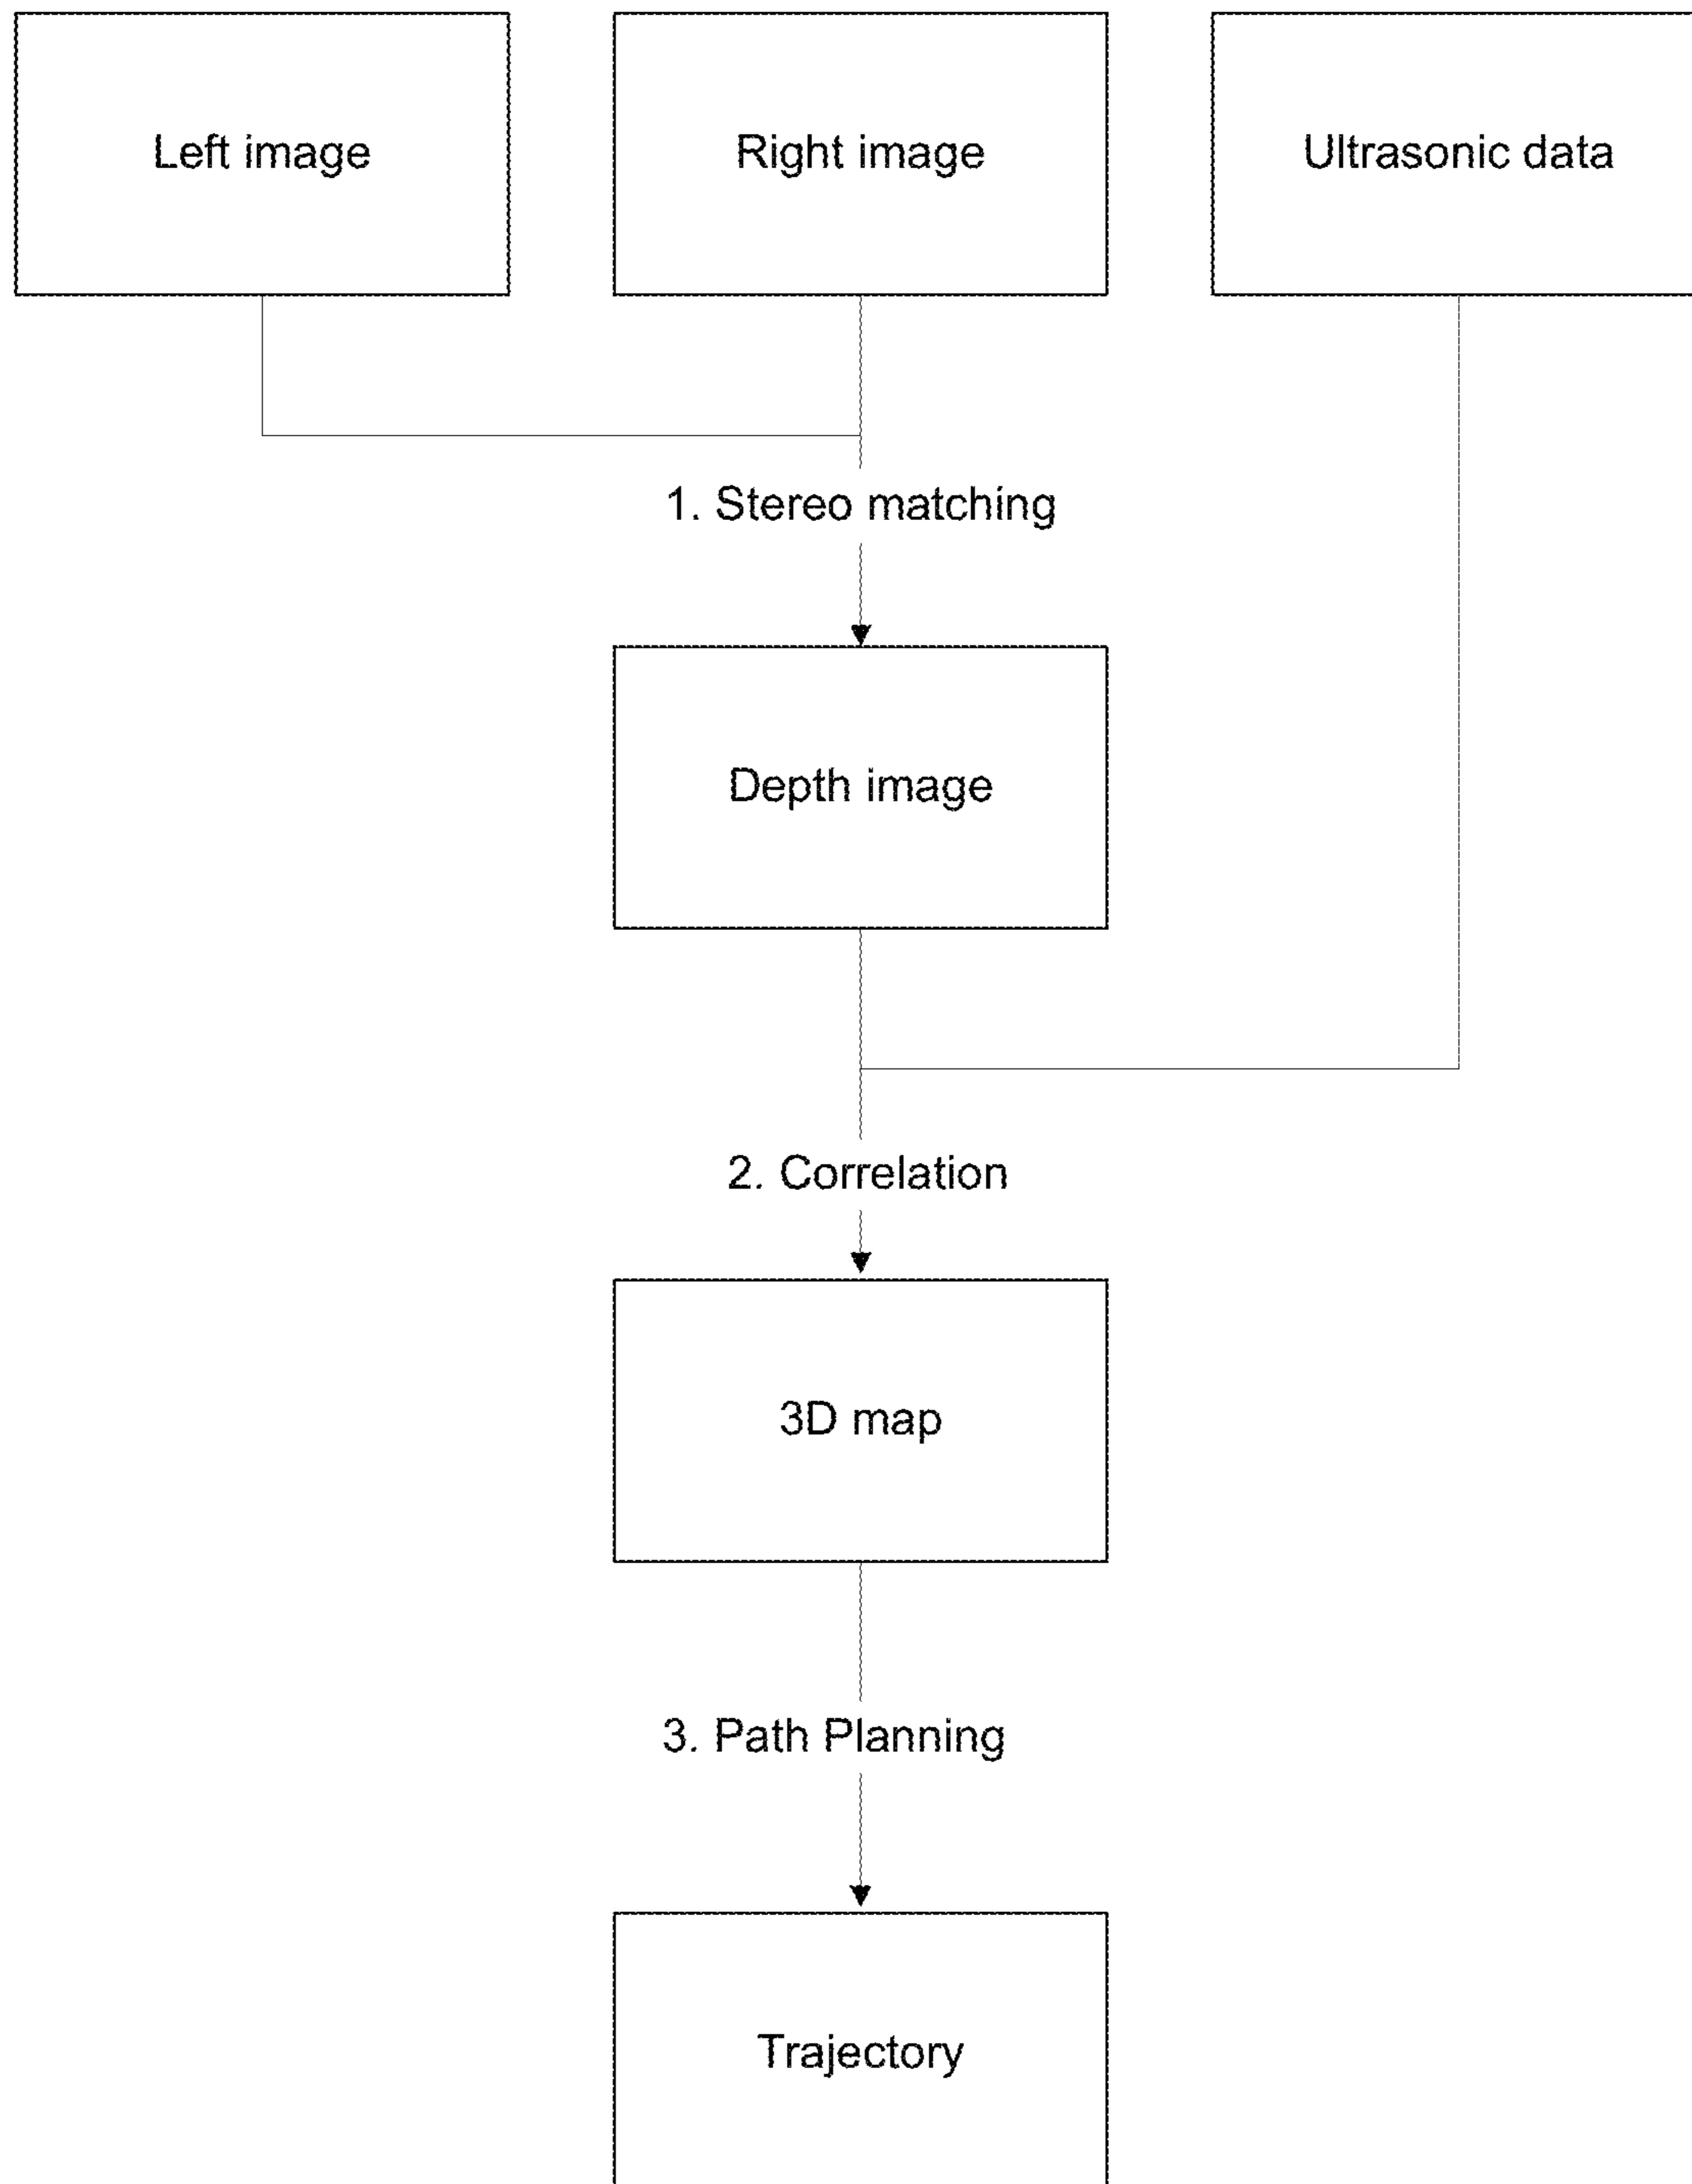 Left image
Right image
Ultrasonic data
1. Stereo matching
Depth image
2. Correlation
3D map
3. Path Planning
Trajectory